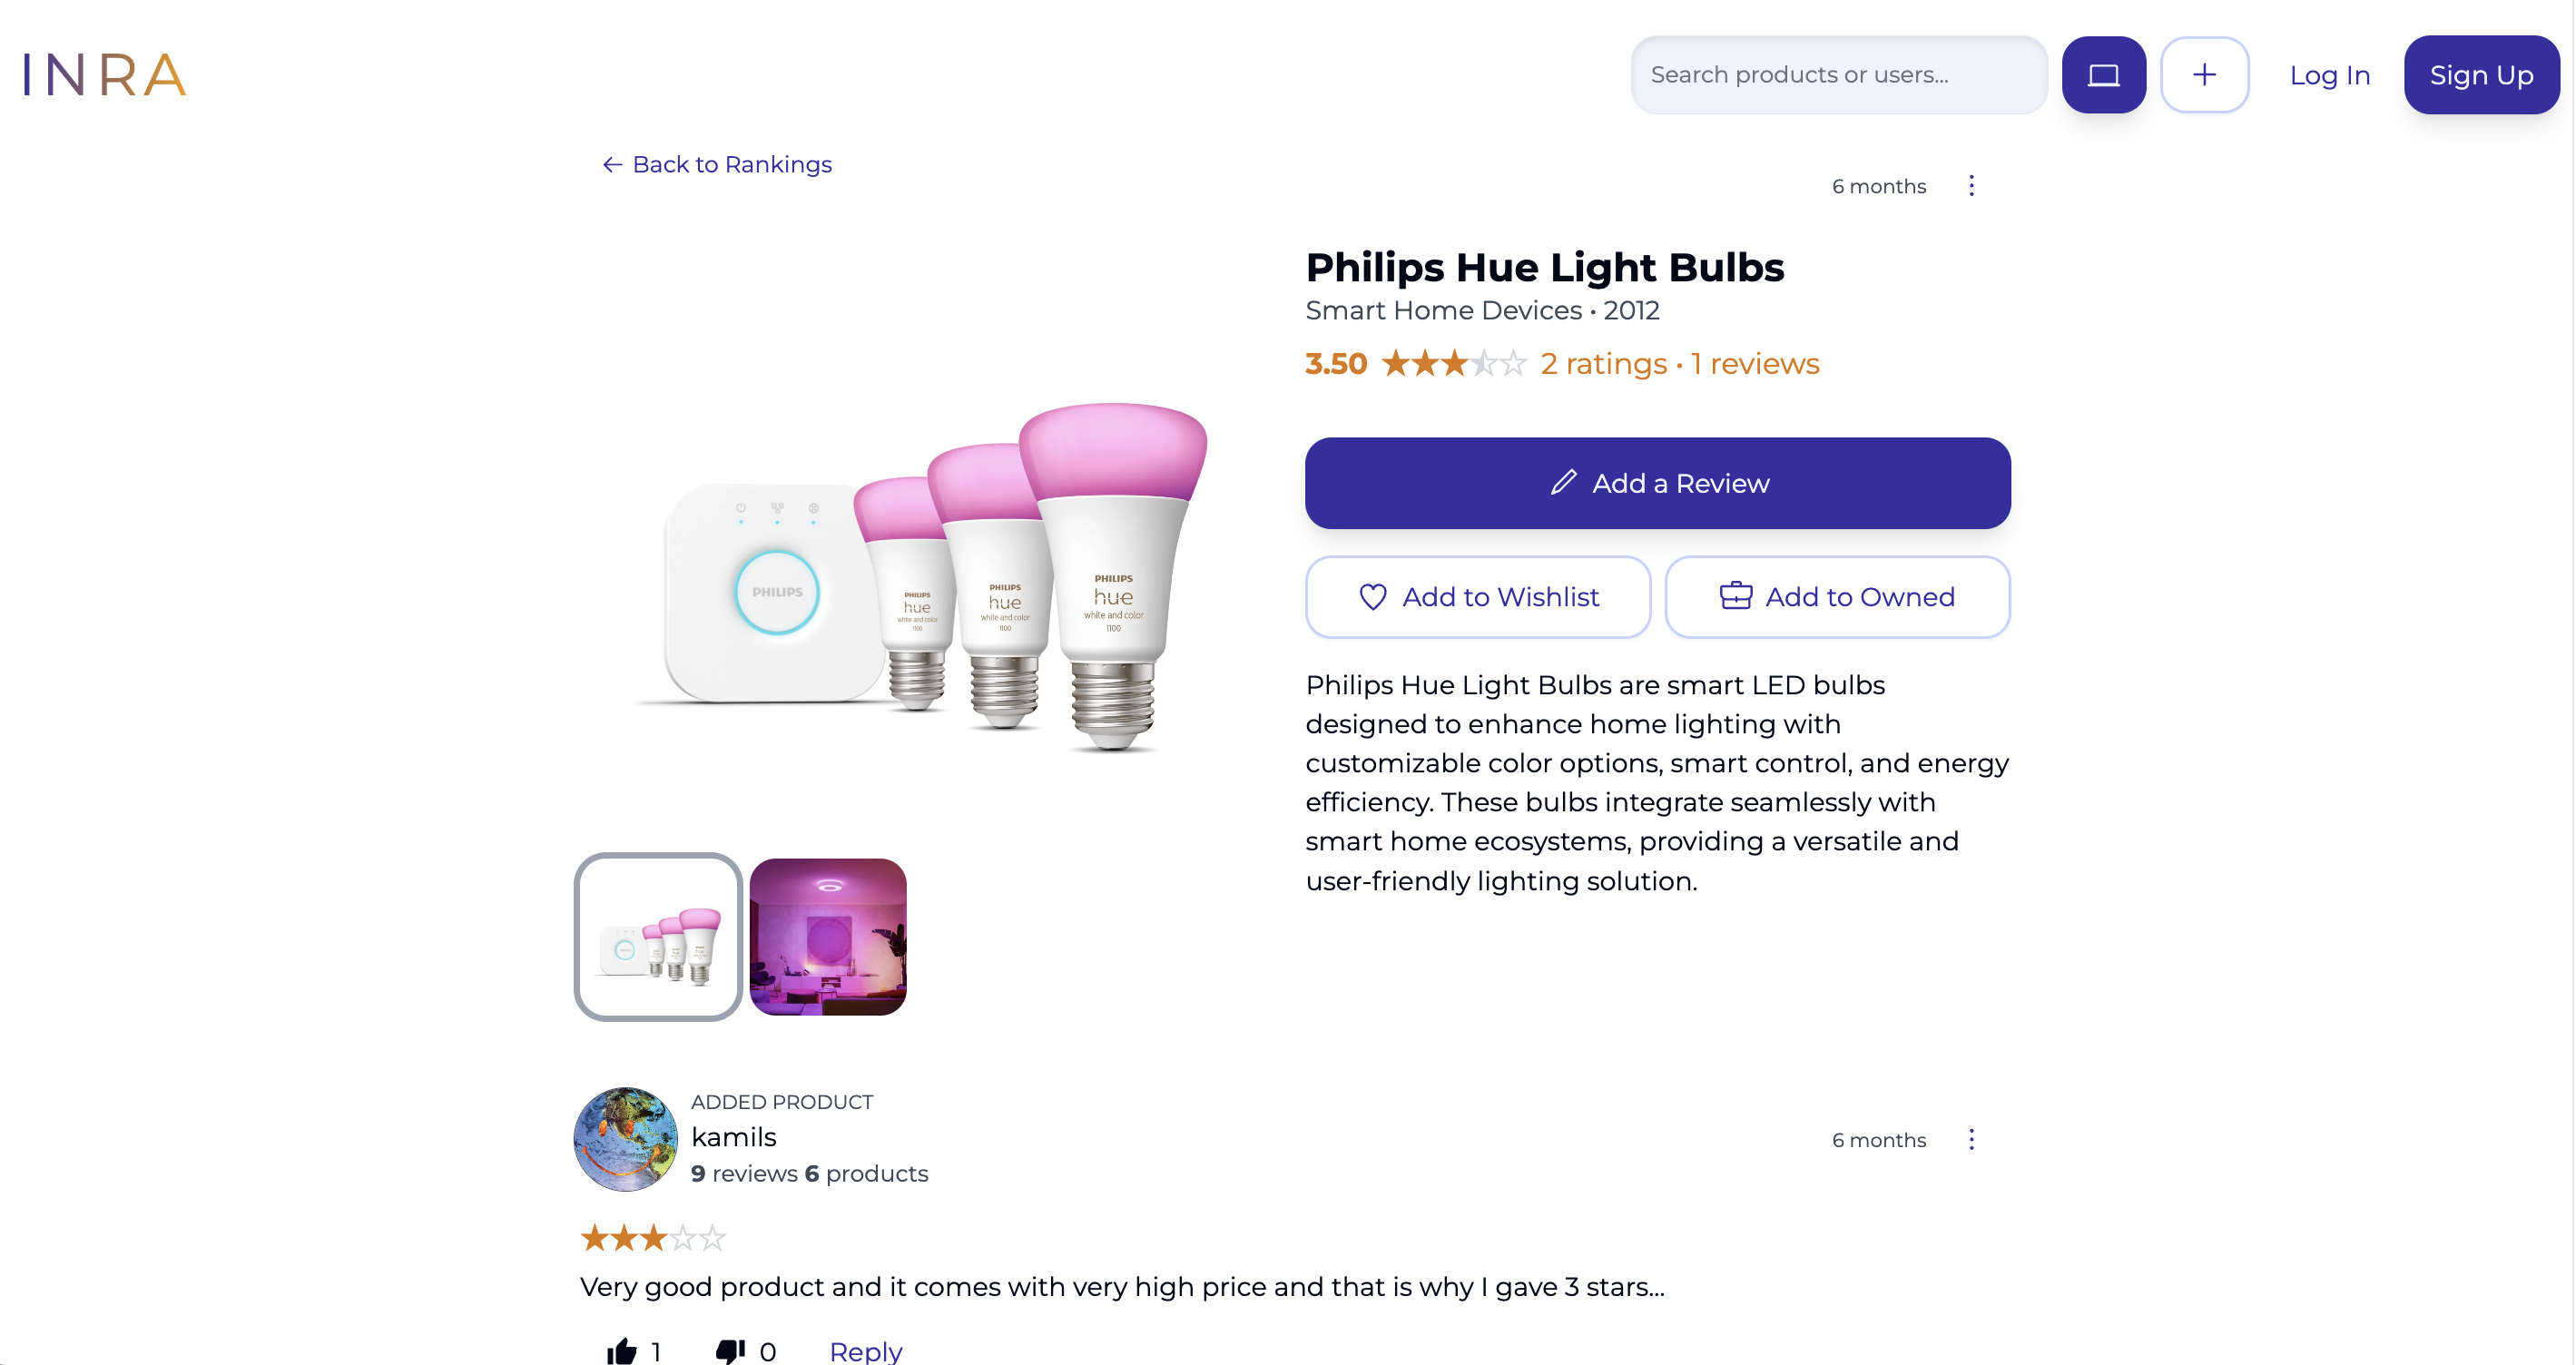 INRA
Search products or users...
Log In
Sign Up
Back to Rankings
6 months
Philips Hue Light Bulbs
Smart Home Devices • 2012
3.50 2 ratings • 1 reviews
Add a Review
Add to Wishlist
Add to Owned
Philips Hue Light Bulbs are smart LED bulbs
designed to enhance home lighting with
customizable color options, smart control, and energy
efficiency. These bulbs integrate seamlessly with
smart home ecosystems, providing a versatile and
user-friendly lighting solution.
PHILIPS
PHILIPS
hue
white and color
1100
PHILIPS
hue
white and color
1100
PHILIPS
hue
white and color
1100
ADDED PRODUCT
kamils
9 reviews 6 products
6 months
Very good product and it comes with very high price and that is why I gave 3 stars...
1
0
Reply